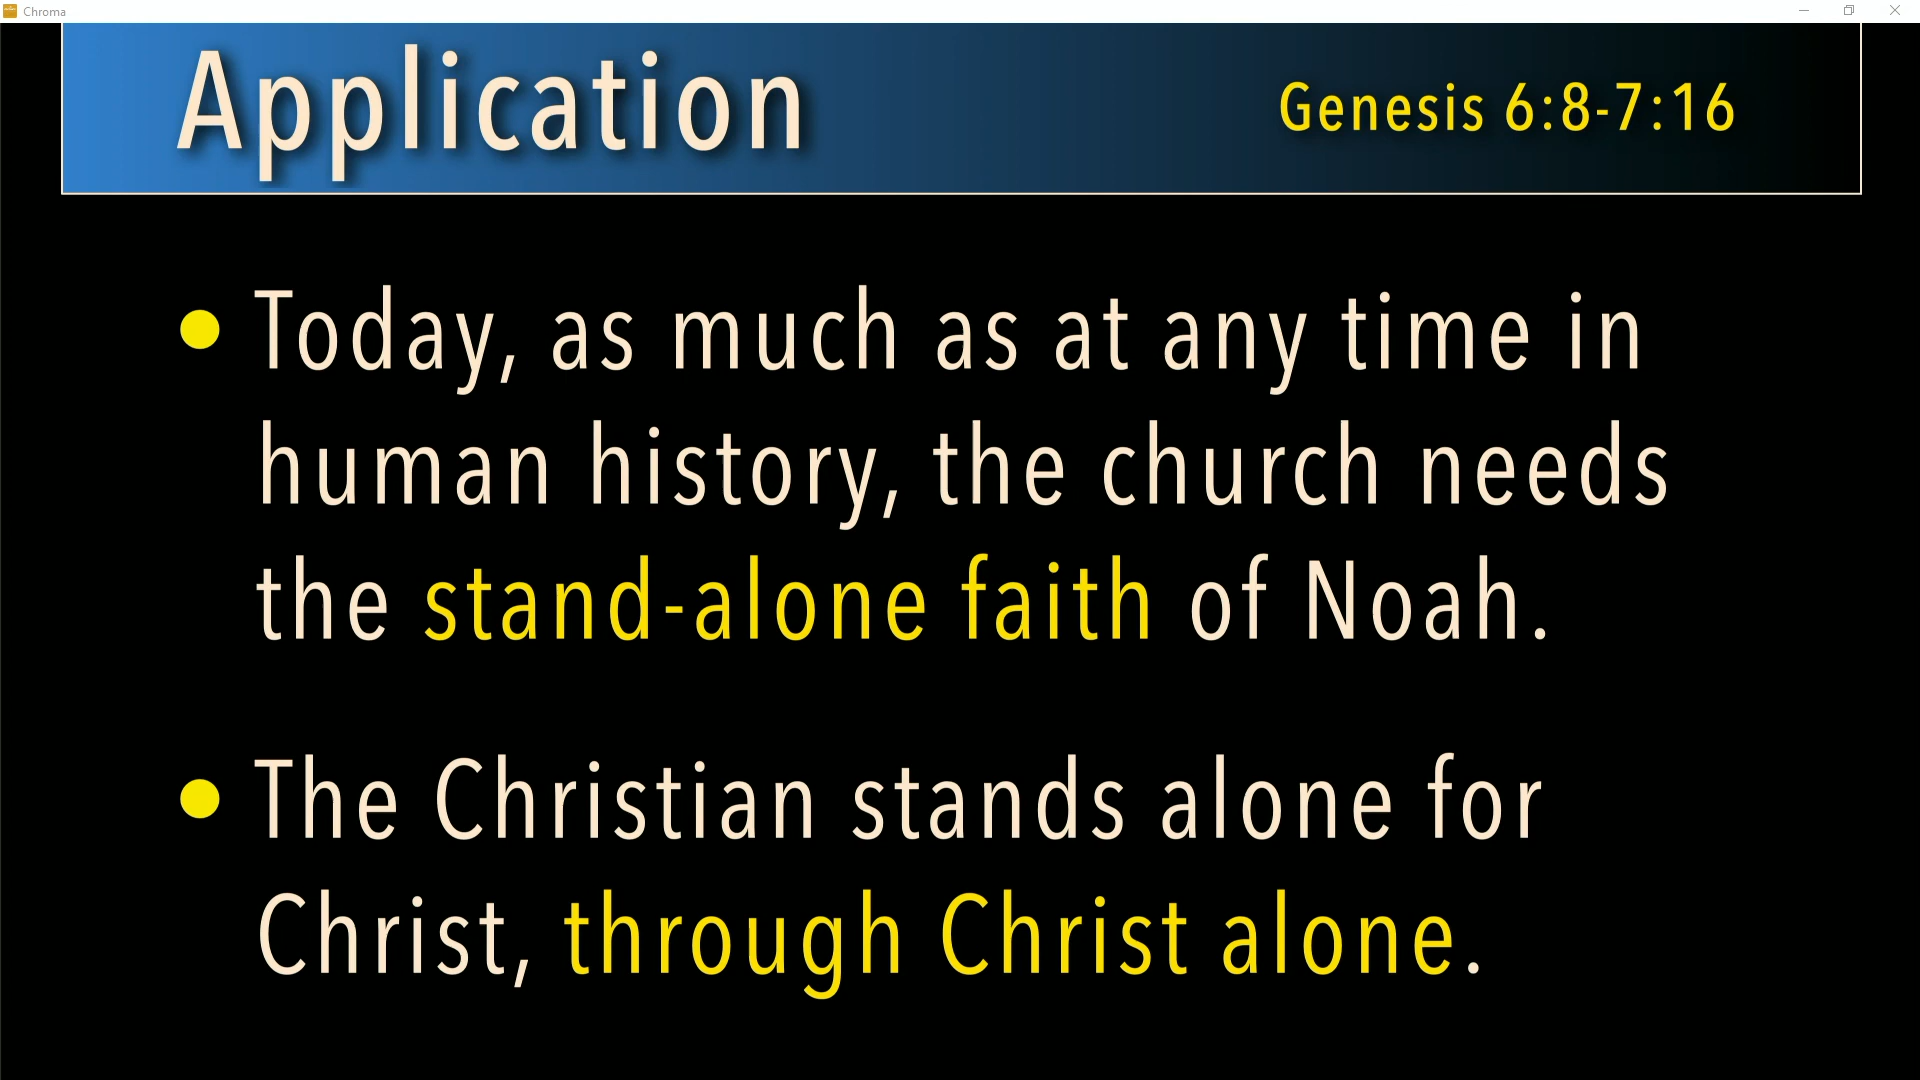 Chroma
Application
Genesis 6:8-7:16
Today, as much as at any time in
human history, the church needs
the stand-alone faith of Noah.
The Christian stands alone for
Christ, through Christ alone.